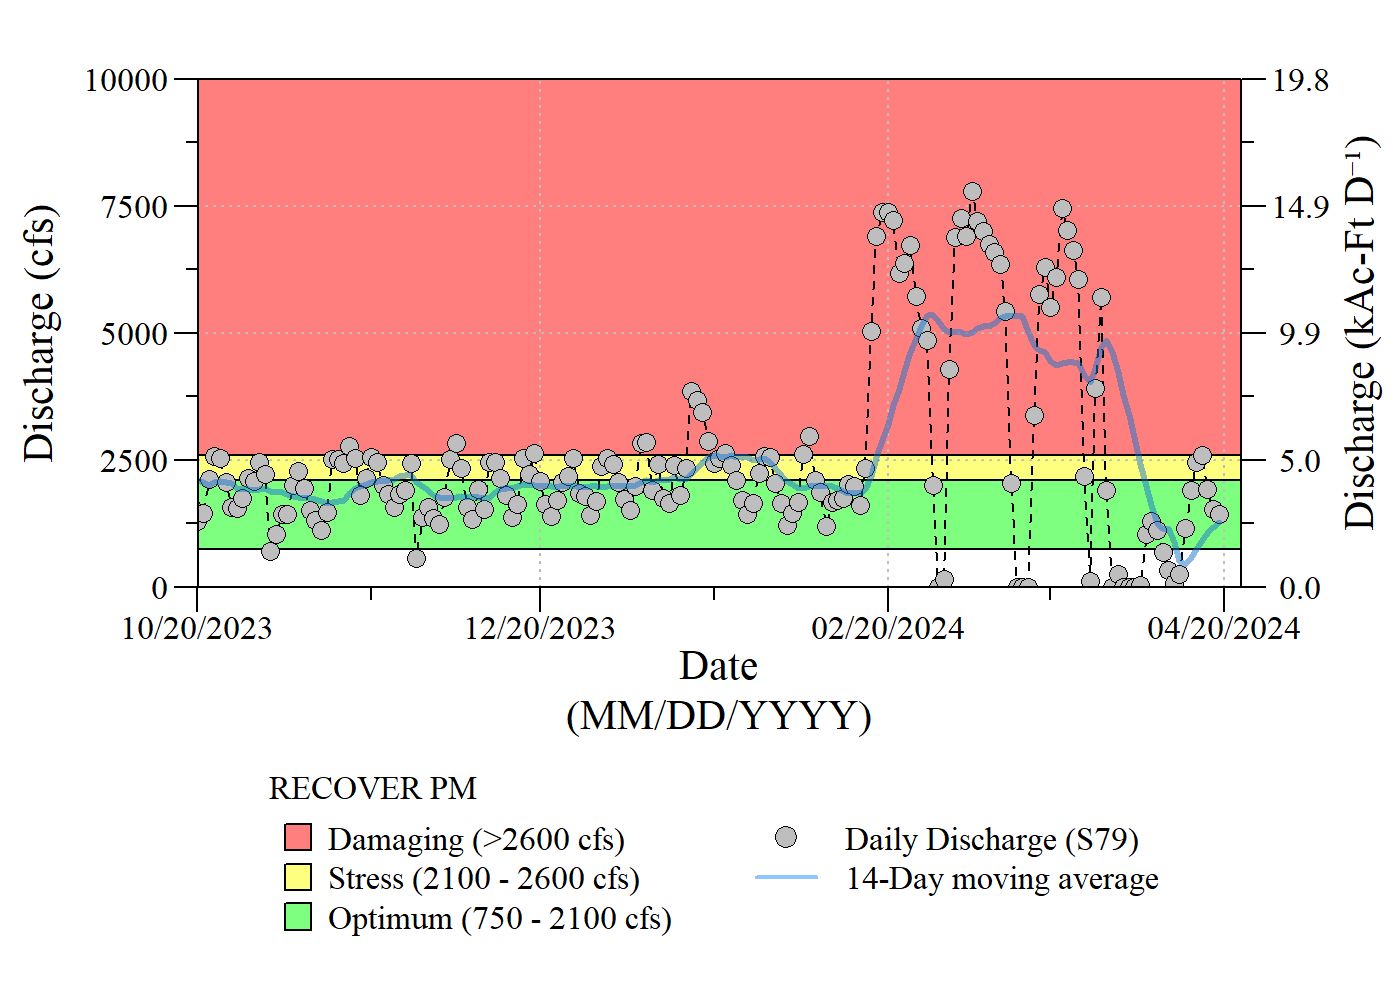 10000
7500
5000
2500
0
Discharge (cfs)
19.8
14.9
9.9
5.0
0.0
Discharge (kAc-Ft D⁻¹)
10/20/2023 12/20/2023 02/20/2024 04/20/2024
Date
(MM/DD/YYYY)
RECOVER PM
Damaging (>2600 cfs)
Stress (2100 - 2600 cfs)
Optimum (750 - 2100 cfs)
Daily Discharge (S79)
14-Day moving average